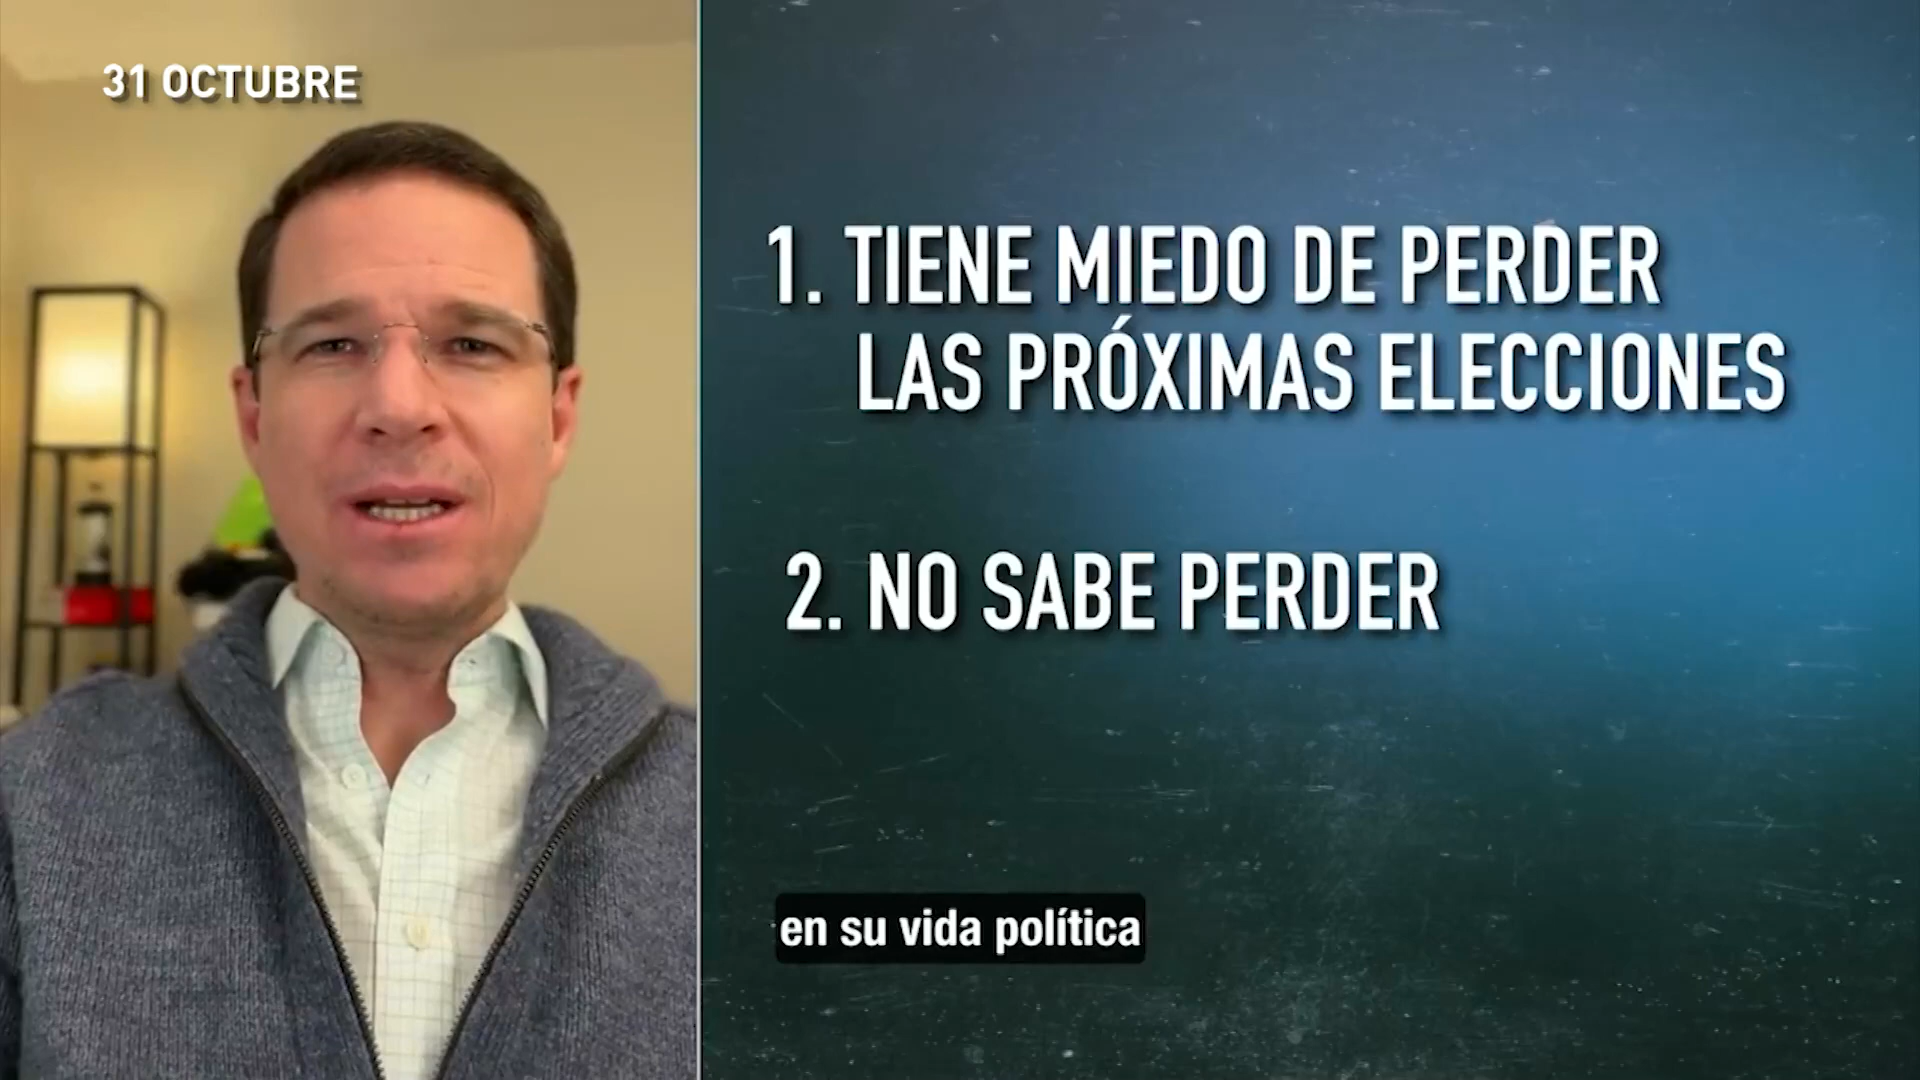 31 OCTUBRE
1. TIENE MIEDO DE PERDER
LAS PRÓXIMAS ELECCIONES
2. NO SABE PERDER
en su vida política